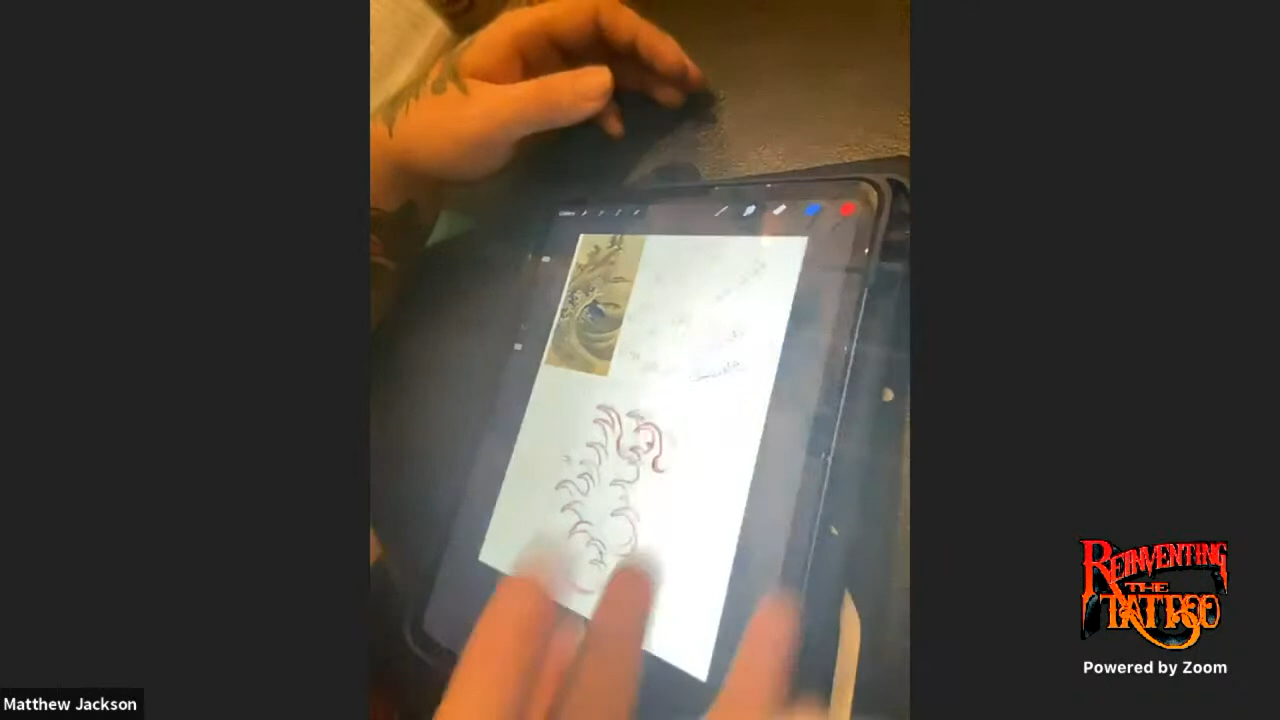 REINVENTING
THE
TATTOO
Powered by Zoom
Matthew Jackson